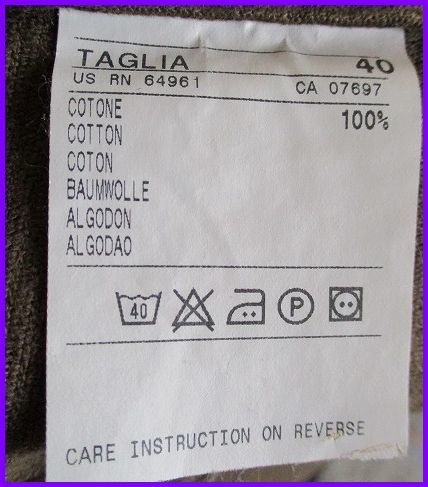 TAGLIA 40
US RN 64961 CA 07697
COTONE 100%
COTTON
COTON
BAUMWOLLE
ALGODON
ALGODAO
40 P
CARE INSTRUCTION ON REVERSE